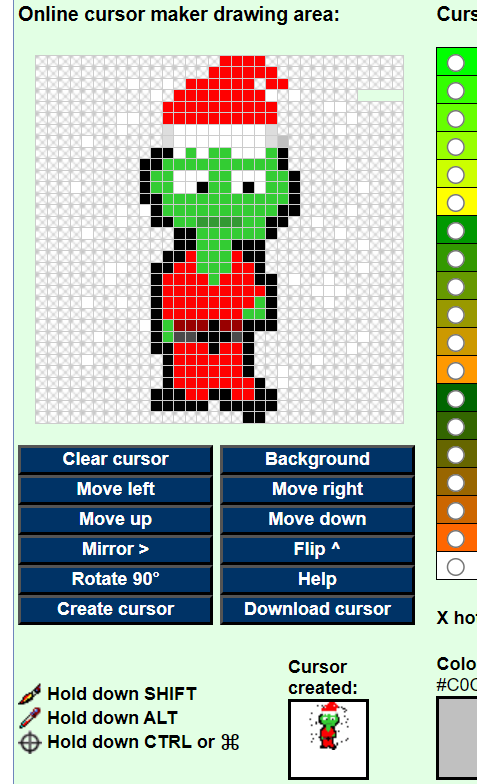 Online cursor maker drawing area:
Curs
Clear cursor
Background
Move left
Move right
Move up
Move down
Mirror >
Flip ^
Rotate 90°
Help
Create cursor
Download cursor
X ho
Hold down SHIFT
Hold down ALT
Hold down CTRL or ⌘
Cursor
created:
Colo
#C0C